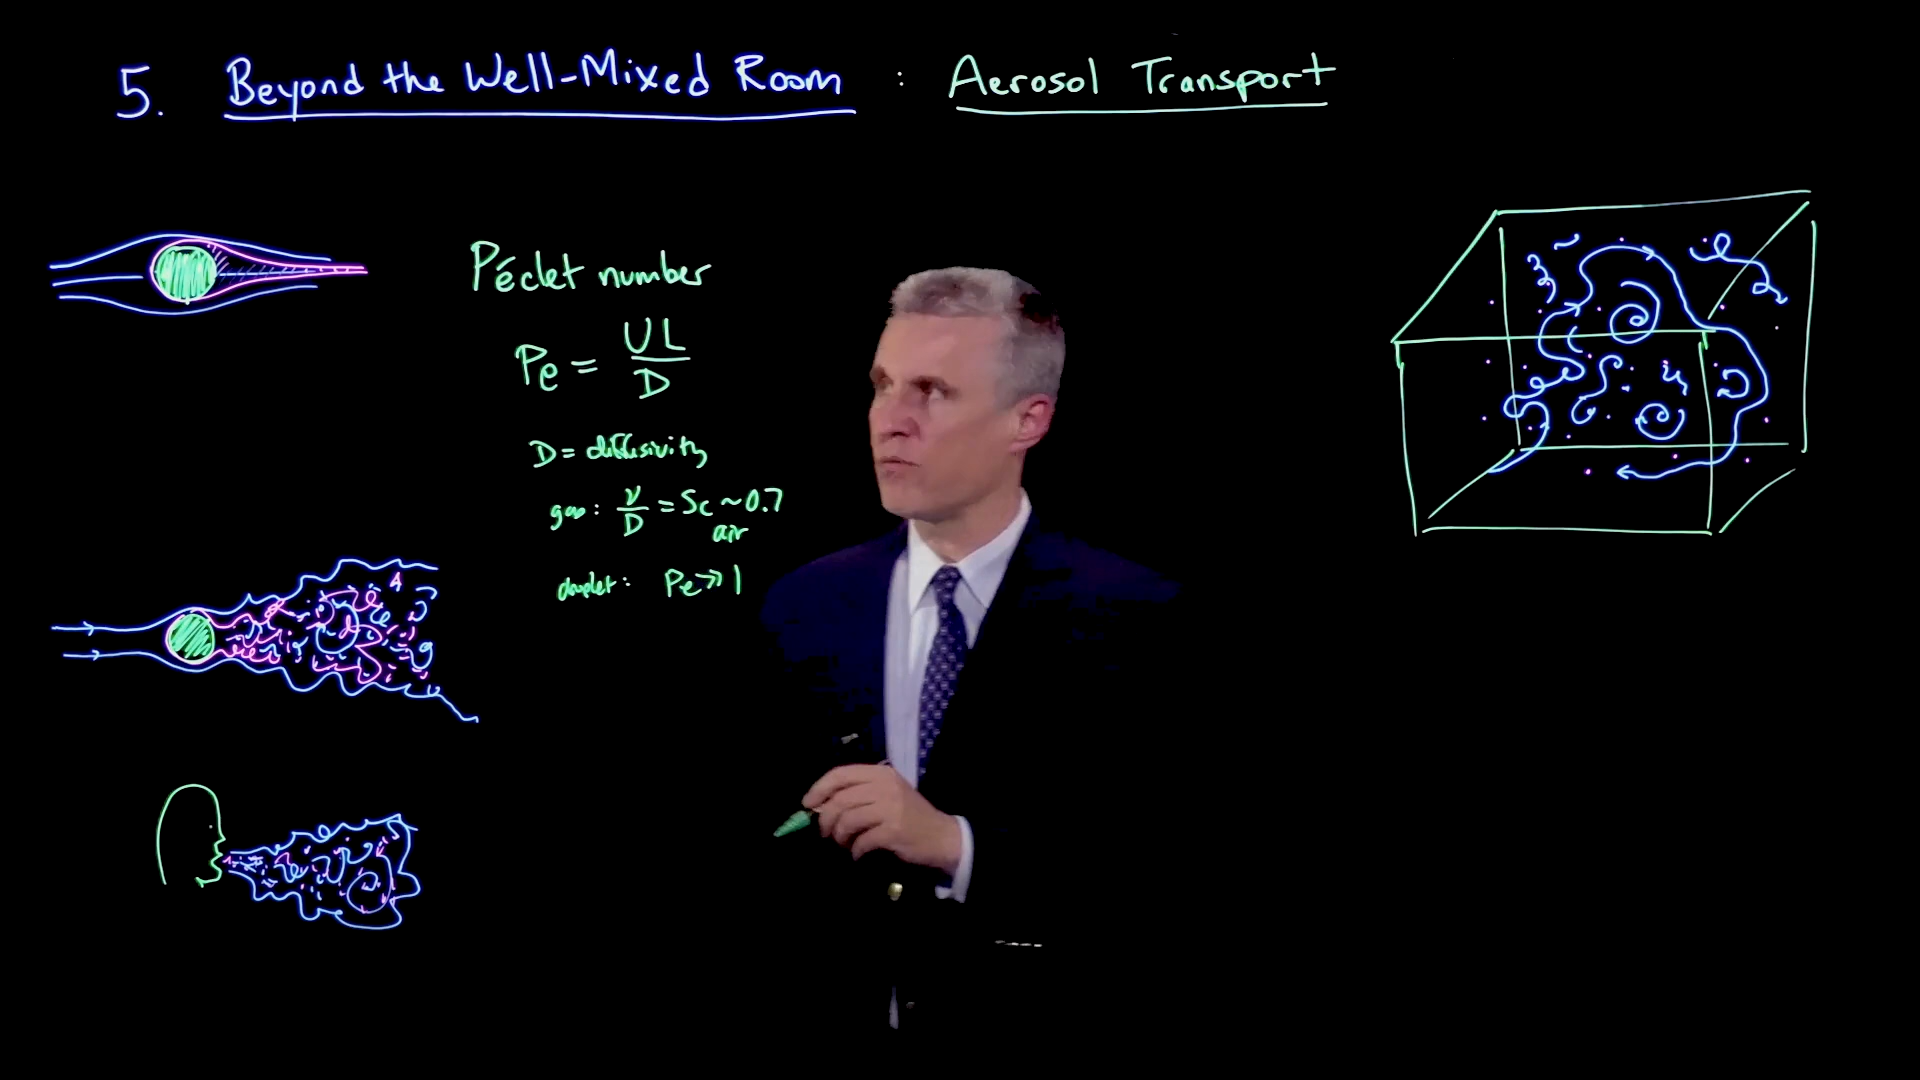 5. Beyond the Well-Mixed Room : Aerosol Transport
Péclet number
Pe = UL/D
D = diffusivity
gas : ν/D = Sc ~ 0.7
air
droplet : Pe >> 1